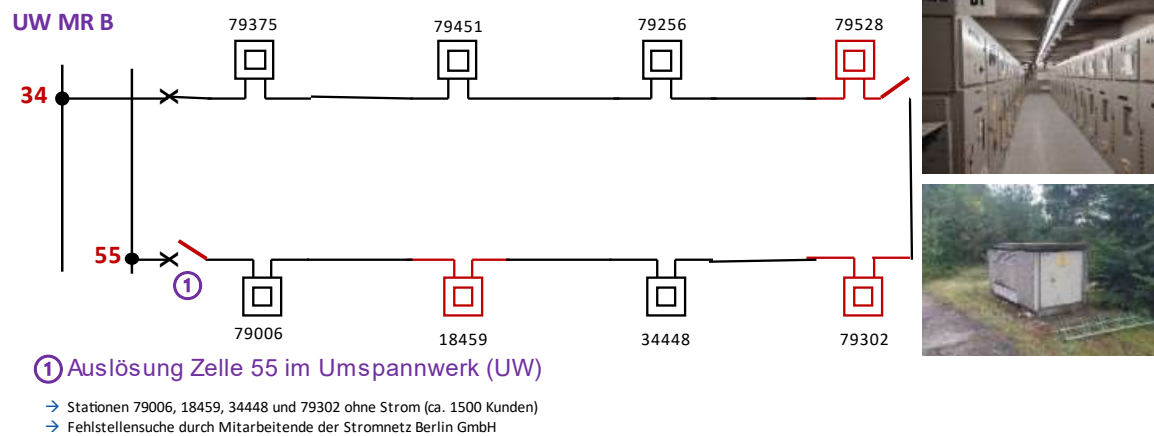 UW MR B
79375
79451
79256
79528
34
55
1
79006
18459
34448
79302
1 Auslösung Zelle 55 im Umspannwerk (UW)
→ Stationen 79006, 18459, 34448 und 79302 ohne Strom (ca. 1500 Kunden)
→ Fehlstellensuche durch Mitarbeitende der Stromnetz Berlin GmbH